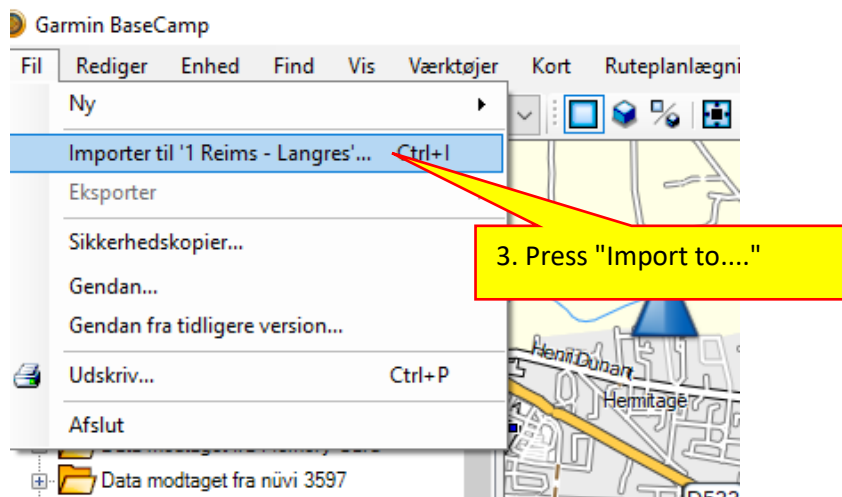 Garmin BaseCamp
Fil Rediger Enhed Find Vis Værktøjer Kort Ruteplanlægni
Ny
Importer til '1 Reims - Langres'... Ctrl+I
Eksporter
Sikkerhedskopier...
3. Press "Import to...."
Gendan...
Gendan fra tidligere version...
Henri Dunant
Udskriv... Ctrl+P
Hermitage
Afslut
Data modtaget fra nüvi 3597